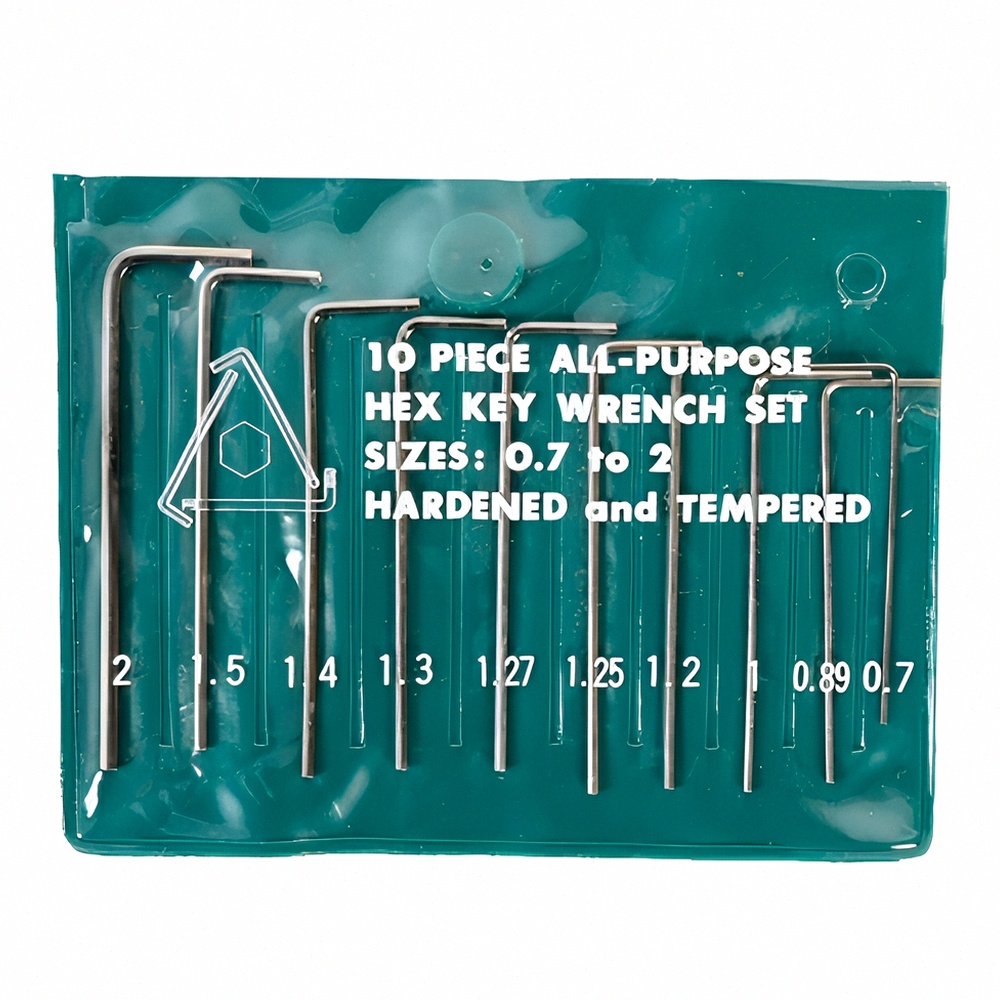 10 PIECE ALL-PURPOSE
HEX KEY WRENCH SET
SIZES: 0.7 to 2
HARDENED and TEMPERED
2 1.5 1.4 1.3 1.27 1.25 1.2 1 0.89 0.7